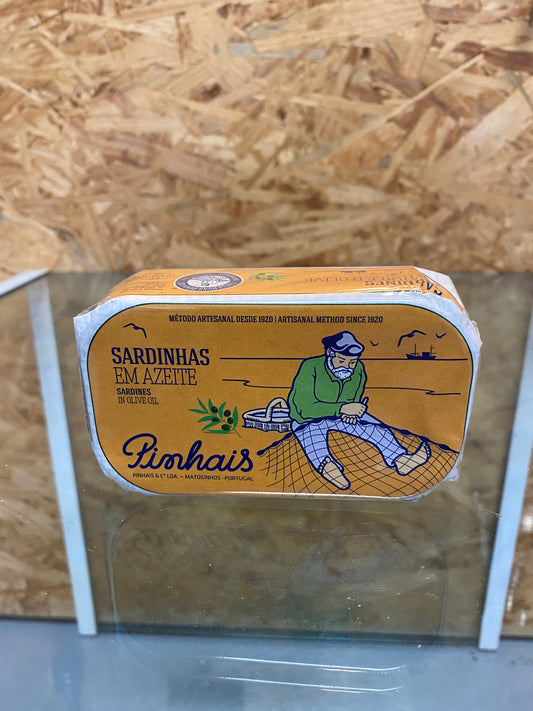 MÉTODO ARTESANAL DESDE 1920 | ARTISANAL METHOD SINCE 1920
SARDINHAS
EM AZEITE
SARDINES
IN OLIVE OIL
Pinhais
PINHAIS & Cª LDA. – MATOSINHOS · PORTUGAL